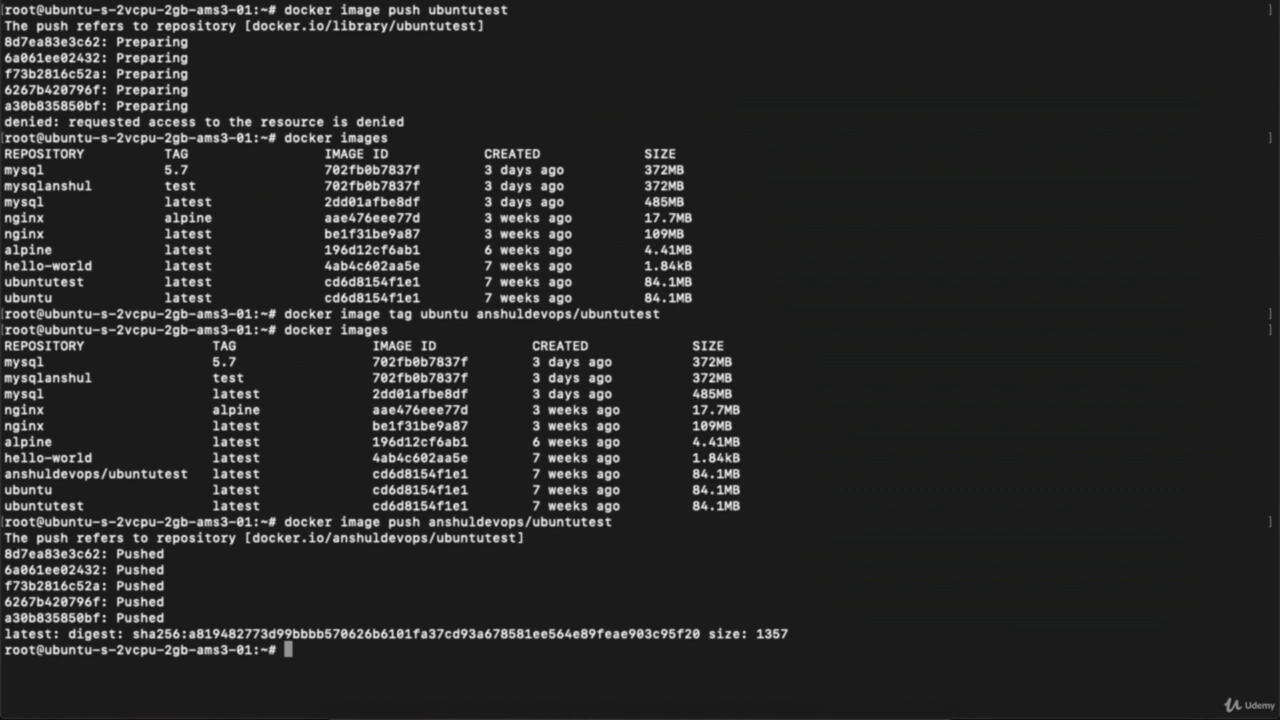 [root@ubuntu-s-2vcpu-2gb-ams3-01:~# docker image push ubuntutest ]
The push refers to repository [docker.io/library/ubuntutest]
8d7ea83e3c62: Preparing
6a061ee02432: Preparing
f73b2816c52a: Preparing
6267b420796f: Preparing
a30b835850bf: Preparing
denied: requested access to the resource is denied
[root@ubuntu-s-2vcpu-2gb-ams3-01:~# docker images ]
REPOSITORY TAG IMAGE ID CREATED SIZE
mysql 5.7 702fb0b7837f 3 days ago 372MB
mysqlanshul test 702fb0b7837f 3 days ago 372MB
mysql latest 2dd01afbe8df 3 days ago 485MB
nginx alpine aae476eee77d 3 weeks ago 17.7MB
nginx latest be1f31be9a87 3 weeks ago 109MB
alpine latest 196d12cf6ab1 6 weeks ago 4.41MB
hello-world latest 4ab4c602aa5e 7 weeks ago 1.84kB
ubuntutest latest cd6d8154f1e1 7 weeks ago 84.1MB
ubuntu latest cd6d8154f1e1 7 weeks ago 84.1MB
[root@ubuntu-s-2vcpu-2gb-ams3-01:~# docker image tag ubuntu anshuldevops/ubuntutest ]
[root@ubuntu-s-2vcpu-2gb-ams3-01:~# docker images ]
REPOSITORY TAG IMAGE ID CREATED SIZE
mysql 5.7 702fb0b7837f 3 days ago 372MB
mysqlanshul test 702fb0b7837f 3 days ago 372MB
mysql latest 2dd01afbe8df 3 days ago 485MB
nginx alpine aae476eee77d 3 weeks ago 17.7MB
nginx latest be1f31be9a87 3 weeks ago 109MB
alpine latest 196d12cf6ab1 6 weeks ago 4.41MB
hello-world latest 4ab4c602aa5e 7 weeks ago 1.84kB
anshuldevops/ubuntutest latest cd6d8154f1e1 7 weeks ago 84.1MB
ubuntu latest cd6d8154f1e1 7 weeks ago 84.1MB
ubuntutest latest cd6d8154f1e1 7 weeks ago 84.1MB
[root@ubuntu-s-2vcpu-2gb-ams3-01:~# docker image push anshuldevops/ubuntutest ]
The push refers to repository [docker.io/anshuldevops/ubuntutest]
8d7ea83e3c62: Pushed
6a061ee02432: Pushed
f73b2816c52a: Pushed
6267b420796f: Pushed
a30b835850bf: Pushed
latest: digest: sha256:a819482773d99bbbb570626b6101fa37cd93a678581ee564e89feae903c95f20 size: 1357
root@ubuntu-s-2vcpu-2gb-ams3-01:~#
Udemy